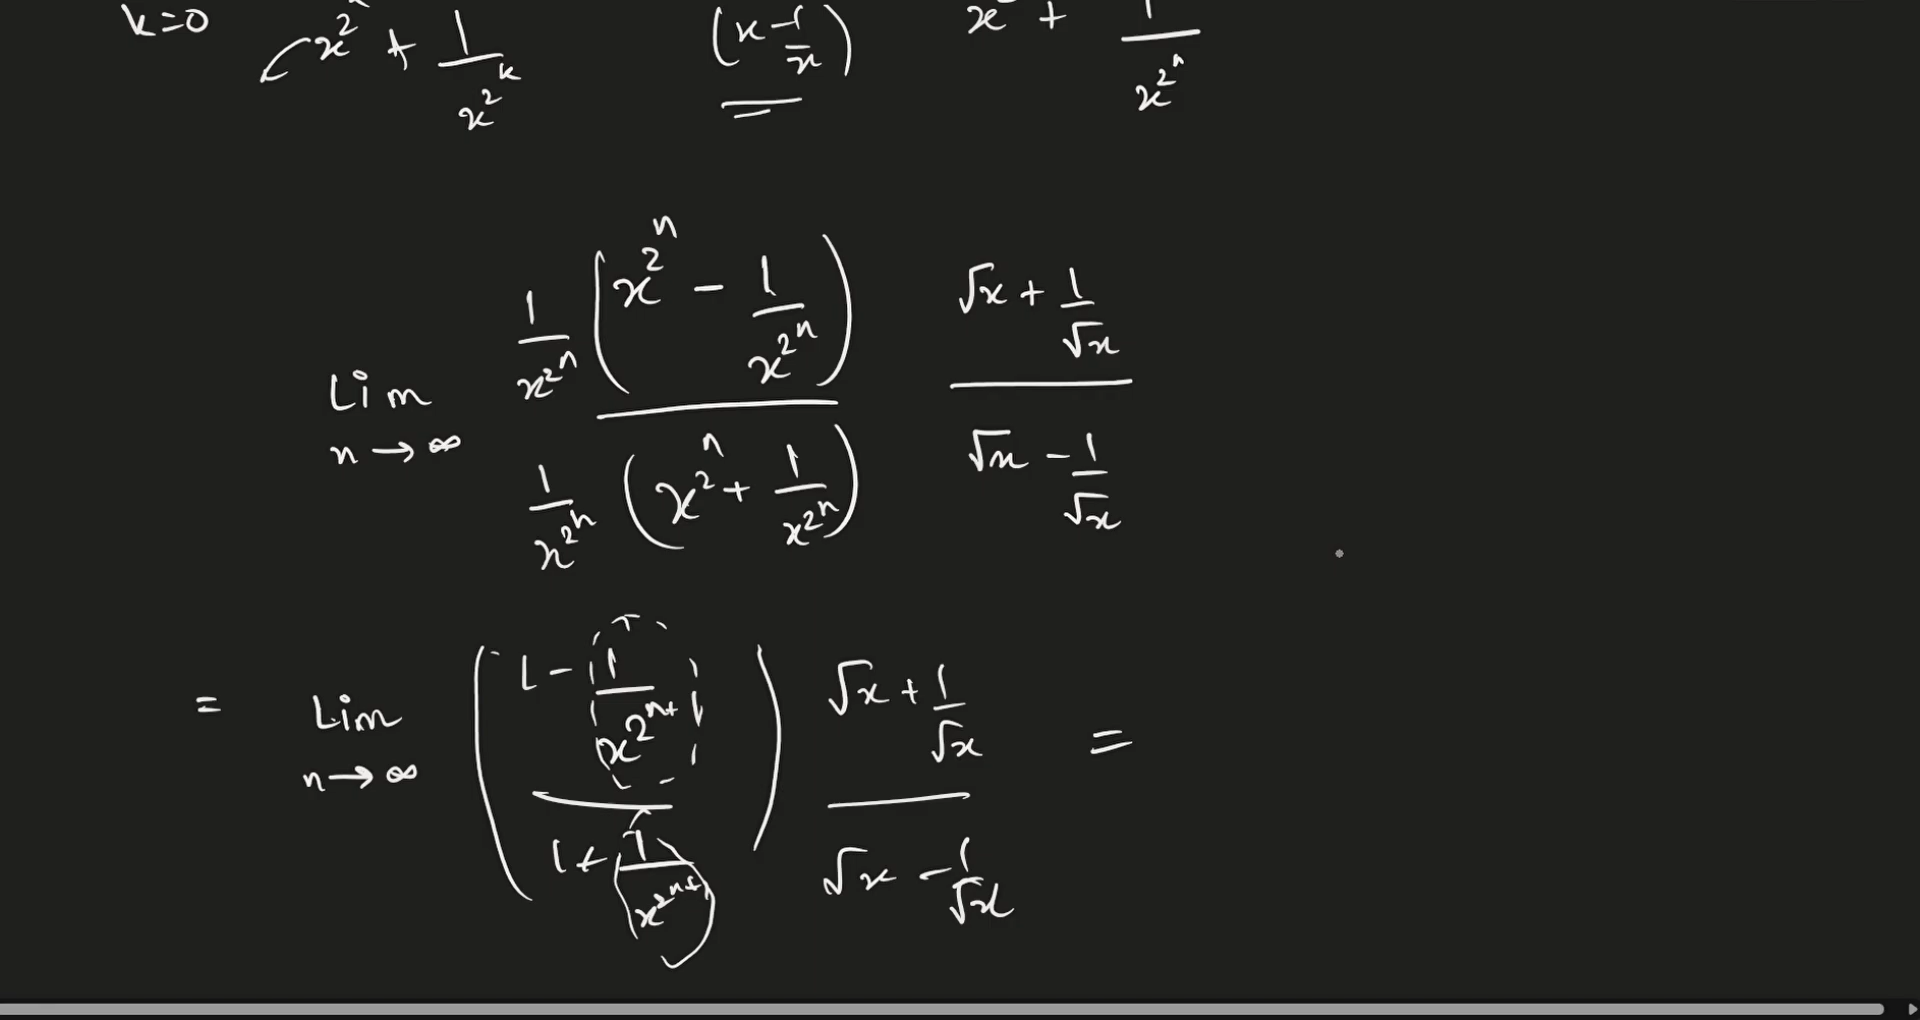 k=0 x^{2^k} + 1/x^{2^k} (x - 1/x) x + 1/x^{2^n}
Lim n→∞ (1/x^{2^n} (x^{2^n} - 1/x^{2^n})) / (1/x^{2^n} (x^{2^n} + 1/x^{2^n})) (√x + 1/√x) / (√x - 1/√x)
= Lim n→∞ ((1 - 1/x^{2^{n+1}}) / (1 + 1/x^{2^{n+1}})) (√x + 1/√x) / (√x - 1/√x) =